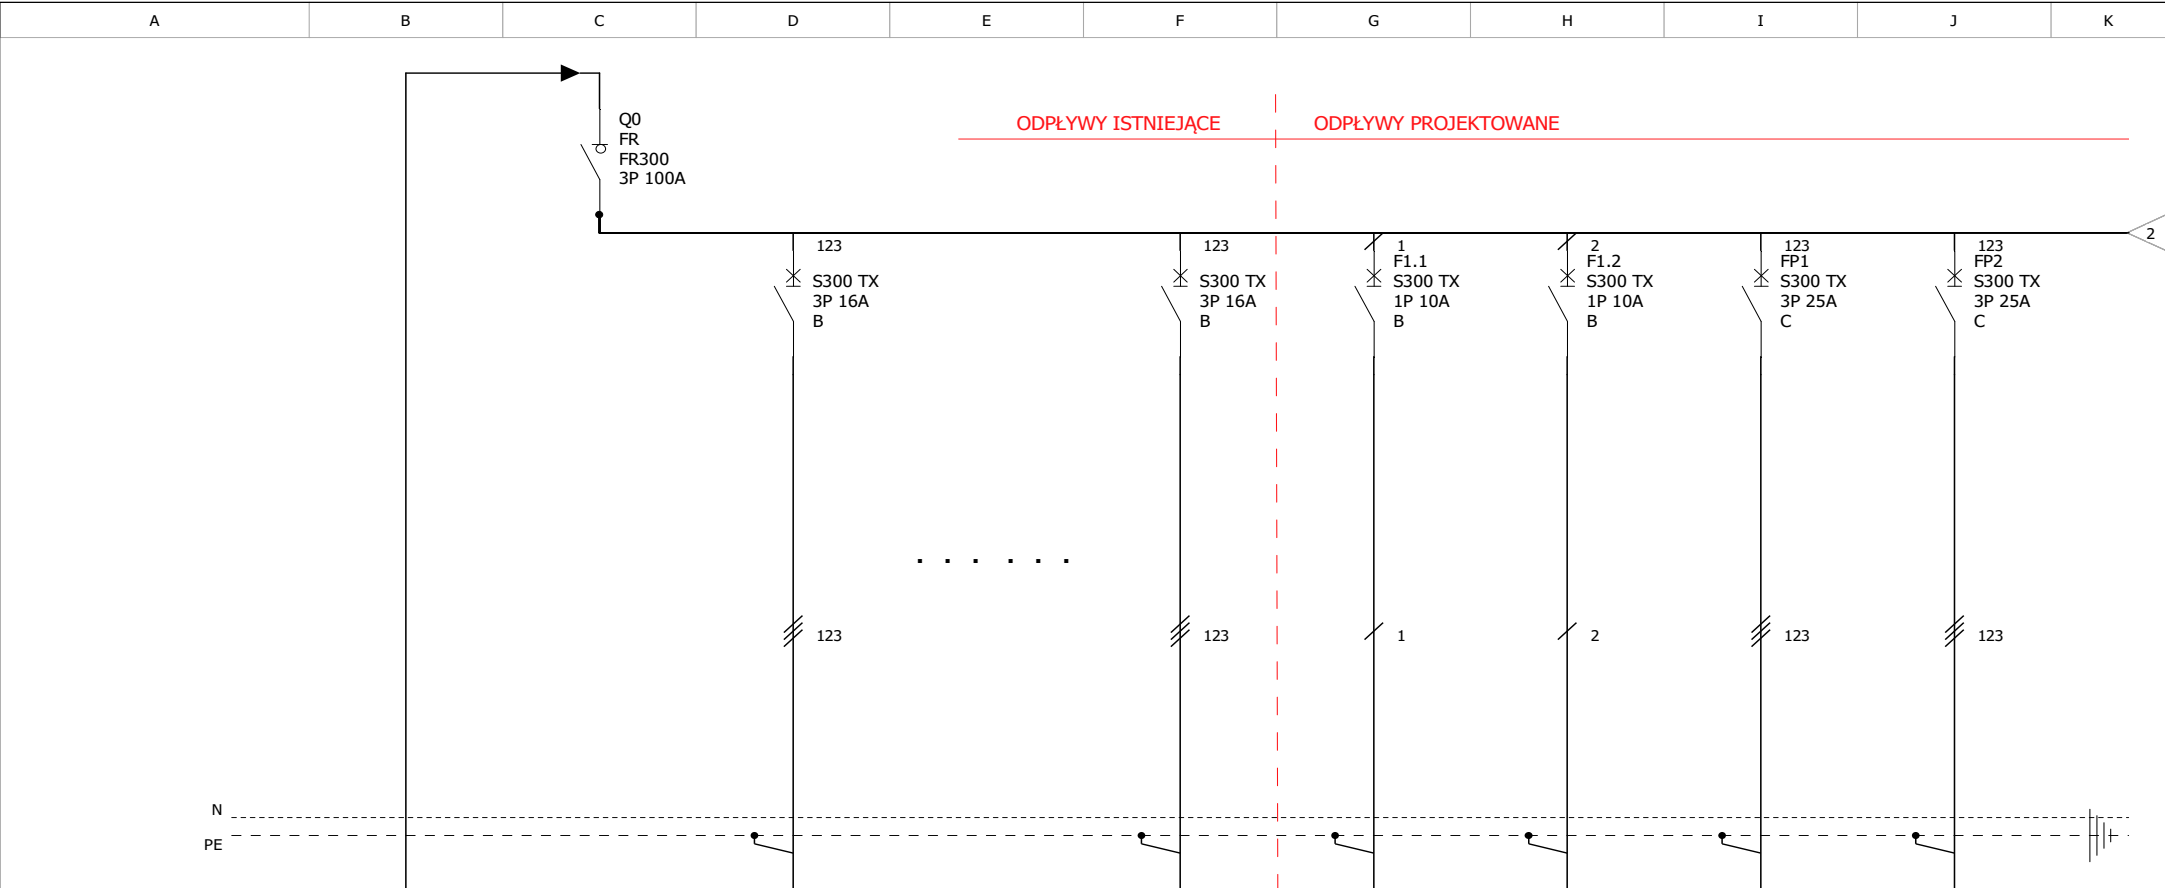 A B C D E F G H I J K
ODPŁYWY ISTNIEJĄCE ODPŁYWY PROJEKTOWANE
Q0
FR
FR300
3P 100A
2
123
S300 TX
3P 16A
B
123
S300 TX
3P 16A
B
1
F1.1
S300 TX
1P 10A
B
2
F1.2
S300 TX
1P 10A
B
123
FP1
S300 TX
3P 25A
C
123
FP2
S300 TX
3P 25A
C
. . . . . .
123 123 1 2 123 123
N
PE